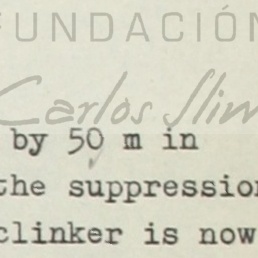 FUNDACIÓN
Carlos Slim
by 50 m in
the suppression
clinker is now